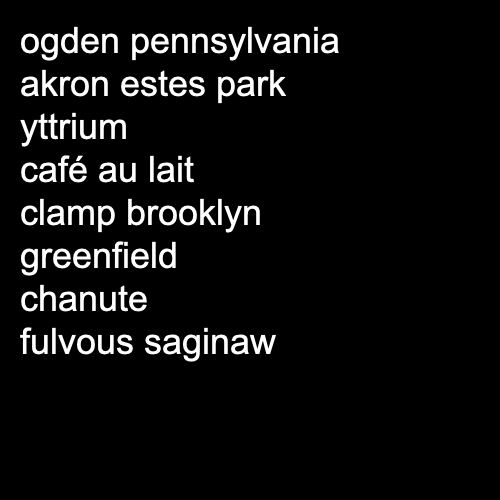 ogden pennsylvania
akron estes park
yttrium
café au lait
clamp brooklyn
greenfield
chanute
fulvous saginaw